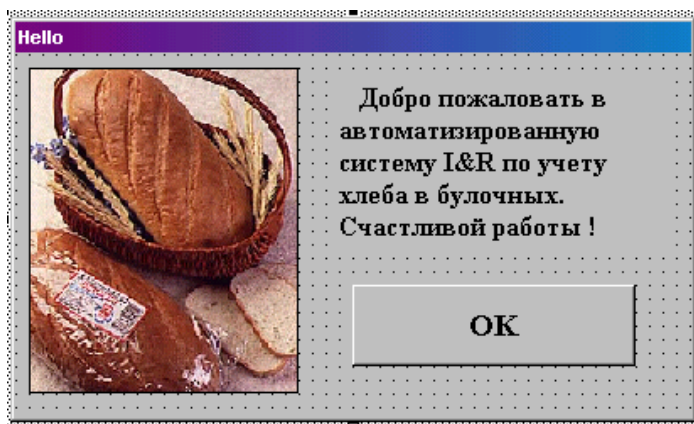 Hello
Добро пожаловать в
автоматизированную
систему I&R по учету
хлеба в булочных.
Счастливой работы !
OK